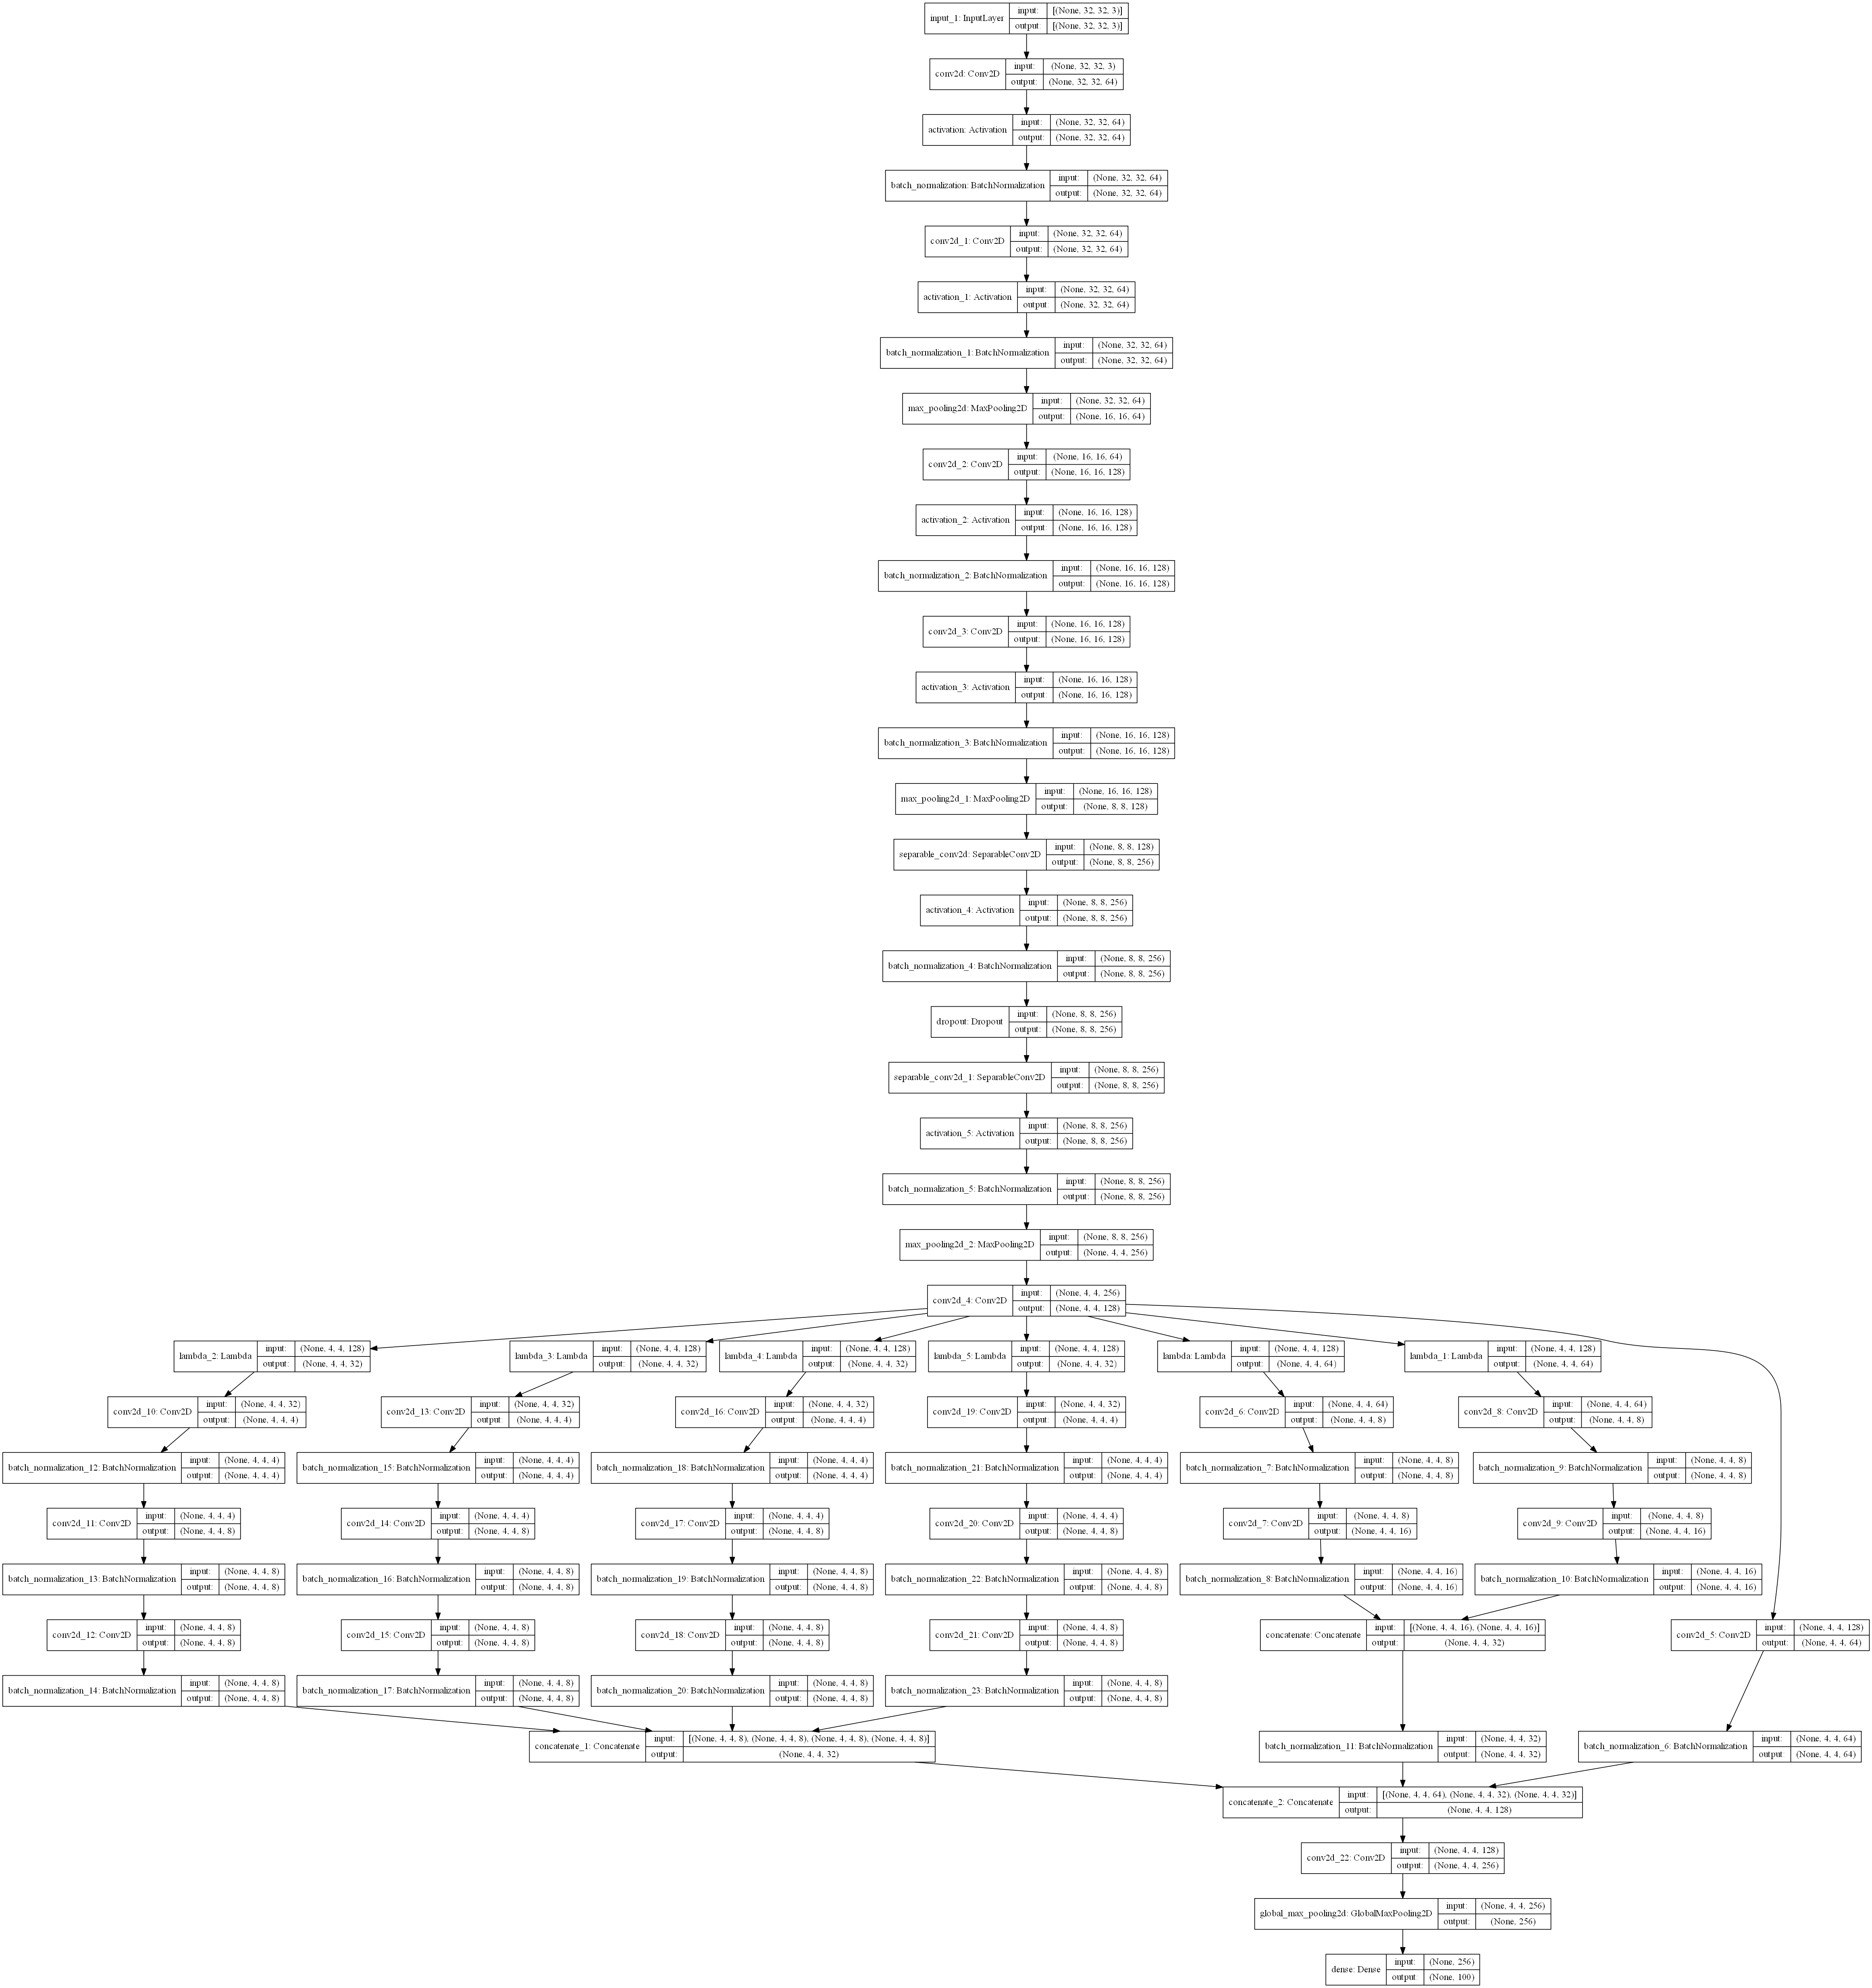 input_1: InputLayer
input: [(None, 32, 32, 3)]
output: [(None, 32, 32, 3)]
conv2d: Conv2D
input: (None, 32, 32, 3)
output: (None, 32, 32, 64)
activation: Activation
input: (None, 32, 32, 64)
output: (None, 32, 32, 64)
batch_normalization: BatchNormalization
input: (None, 32, 32, 64)
output: (None, 32, 32, 64)
conv2d_1: Conv2D
input: (None, 32, 32, 64)
output: (None, 32, 32, 64)
activation_1: Activation
input: (None, 32, 32, 64)
output: (None, 32, 32, 64)
batch_normalization_1: BatchNormalization
input: (None, 32, 32, 64)
output: (None, 32, 32, 64)
max_pooling2d: MaxPooling2D
input: (None, 32, 32, 64)
output: (None, 16, 16, 64)
conv2d_2: Conv2D
input: (None, 16, 16, 64)
output: (None, 16, 16, 128)
activation_2: Activation
input: (None, 16, 16, 128)
output: (None, 16, 16, 128)
batch_normalization_2: BatchNormalization
input: (None, 16, 16, 128)
output: (None, 16, 16, 128)
conv2d_3: Conv2D
input: (None, 16, 16, 128)
output: (None, 16, 16, 128)
activation_3: Activation
input: (None, 16, 16, 128)
output: (None, 16, 16, 128)
batch_normalization_3: BatchNormalization
input: (None, 16, 16, 128)
output: (None, 16, 16, 128)
max_pooling2d_1: MaxPooling2D
input: (None, 16, 16, 128)
output: (None, 8, 8, 128)
separable_conv2d: SeparableConv2D
input: (None, 8, 8, 128)
output: (None, 8, 8, 256)
activation_4: Activation
input: (None, 8, 8, 256)
output: (None, 8, 8, 256)
batch_normalization_4: BatchNormalization
input: (None, 8, 8, 256)
output: (None, 8, 8, 256)
dropout: Dropout
input: (None, 8, 8, 256)
output: (None, 8, 8, 256)
separable_conv2d_1: SeparableConv2D
input: (None, 8, 8, 256)
output: (None, 8, 8, 256)
activation_5: Activation
input: (None, 8, 8, 256)
output: (None, 8, 8, 256)
batch_normalization_5: BatchNormalization
input: (None, 8, 8, 256)
output: (None, 8, 8, 256)
max_pooling2d_2: MaxPooling2D
input: (None, 8, 8, 256)
output: (None, 4, 4, 256)
conv2d_4: Conv2D
input: (None, 4, 4, 256)
output: (None, 4, 4, 128)
lambda_2: Lambda
input: (None, 4, 4, 128)
output: (None, 4, 4, 32)
lambda_3: Lambda
input: (None, 4, 4, 128)
output: (None, 4, 4, 32)
lambda_4: Lambda
input: (None, 4, 4, 128)
output: (None, 4, 4, 32)
lambda_5: Lambda
input: (None, 4, 4, 128)
output: (None, 4, 4, 32)
lambda: Lambda
input: (None, 4, 4, 128)
output: (None, 4, 4, 64)
lambda_1: Lambda
input: (None, 4, 4, 128)
output: (None, 4, 4, 64)
conv2d_10: Conv2D
input: (None, 4, 4, 32)
output: (None, 4, 4, 4)
conv2d_13: Conv2D
input: (None, 4, 4, 32)
output: (None, 4, 4, 4)
conv2d_16: Conv2D
input: (None, 4, 4, 32)
output: (None, 4, 4, 4)
conv2d_19: Conv2D
input: (None, 4, 4, 32)
output: (None, 4, 4, 4)
conv2d_6: Conv2D
input: (None, 4, 4, 64)
output: (None, 4, 4, 8)
conv2d_8: Conv2D
input: (None, 4, 4, 64)
output: (None, 4, 4, 8)
batch_normalization_12: BatchNormalization
input: (None, 4, 4, 4)
output: (None, 4, 4, 4)
batch_normalization_15: BatchNormalization
input: (None, 4, 4, 4)
output: (None, 4, 4, 4)
batch_normalization_18: BatchNormalization
input: (None, 4, 4, 4)
output: (None, 4, 4, 4)
batch_normalization_21: BatchNormalization
input: (None, 4, 4, 4)
output: (None, 4, 4, 4)
batch_normalization_7: BatchNormalization
input: (None, 4, 4, 8)
output: (None, 4, 4, 8)
batch_normalization_9: BatchNormalization
input: (None, 4, 4, 8)
output: (None, 4, 4, 8)
conv2d_11: Conv2D
input: (None, 4, 4, 4)
output: (None, 4, 4, 8)
conv2d_14: Conv2D
input: (None, 4, 4, 4)
output: (None, 4, 4, 8)
conv2d_17: Conv2D
input: (None, 4, 4, 4)
output: (None, 4, 4, 8)
conv2d_20: Conv2D
input: (None, 4, 4, 4)
output: (None, 4, 4, 8)
conv2d_7: Conv2D
input: (None, 4, 4, 8)
output: (None, 4, 4, 16)
conv2d_9: Conv2D
input: (None, 4, 4, 8)
output: (None, 4, 4, 16)
batch_normalization_13: BatchNormalization
input: (None, 4, 4, 8)
output: (None, 4, 4, 8)
batch_normalization_16: BatchNormalization
input: (None, 4, 4, 8)
output: (None, 4, 4, 8)
batch_normalization_19: BatchNormalization
input: (None, 4, 4, 8)
output: (None, 4, 4, 8)
batch_normalization_22: BatchNormalization
input: (None, 4, 4, 8)
output: (None, 4, 4, 8)
batch_normalization_8: BatchNormalization
input: (None, 4, 4, 16)
output: (None, 4, 4, 16)
batch_normalization_10: BatchNormalization
input: (None, 4, 4, 16)
output: (None, 4, 4, 16)
conv2d_12: Conv2D
input: (None, 4, 4, 8)
output: (None, 4, 4, 8)
conv2d_15: Conv2D
input: (None, 4, 4, 8)
output: (None, 4, 4, 8)
conv2d_18: Conv2D
input: (None, 4, 4, 8)
output: (None, 4, 4, 8)
conv2d_21: Conv2D
input: (None, 4, 4, 8)
output: (None, 4, 4, 8)
concatenate: Concatenate
input: [(None, 4, 4, 16), (None, 4, 4, 16)]
output: (None, 4, 4, 32)
conv2d_5: Conv2D
input: (None, 4, 4, 128)
output: (None, 4, 4, 64)
batch_normalization_14: BatchNormalization
input: (None, 4, 4, 8)
output: (None, 4, 4, 8)
batch_normalization_17: BatchNormalization
input: (None, 4, 4, 8)
output: (None, 4, 4, 8)
batch_normalization_20: BatchNormalization
input: (None, 4, 4, 8)
output: (None, 4, 4, 8)
batch_normalization_23: BatchNormalization
input: (None, 4, 4, 8)
output: (None, 4, 4, 8)
concatenate_1: Concatenate
input: [(None, 4, 4, 8), (None, 4, 4, 8), (None, 4, 4, 8), (None, 4, 4, 8)]
output: (None, 4, 4, 32)
batch_normalization_11: BatchNormalization
input: (None, 4, 4, 32)
output: (None, 4, 4, 32)
batch_normalization_6: BatchNormalization
input: (None, 4, 4, 64)
output: (None, 4, 4, 64)
concatenate_2: Concatenate
input: [(None, 4, 4, 64), (None, 4, 4, 32), (None, 4, 4, 32)]
output: (None, 4, 4, 128)
conv2d_22: Conv2D
input: (None, 4, 4, 128)
output: (None, 4, 4, 256)
global_max_pooling2d: GlobalMaxPooling2D
input: (None, 4, 4, 256)
output: (None, 256)
dense: Dense
input: (None, 256)
output: (None, 100)